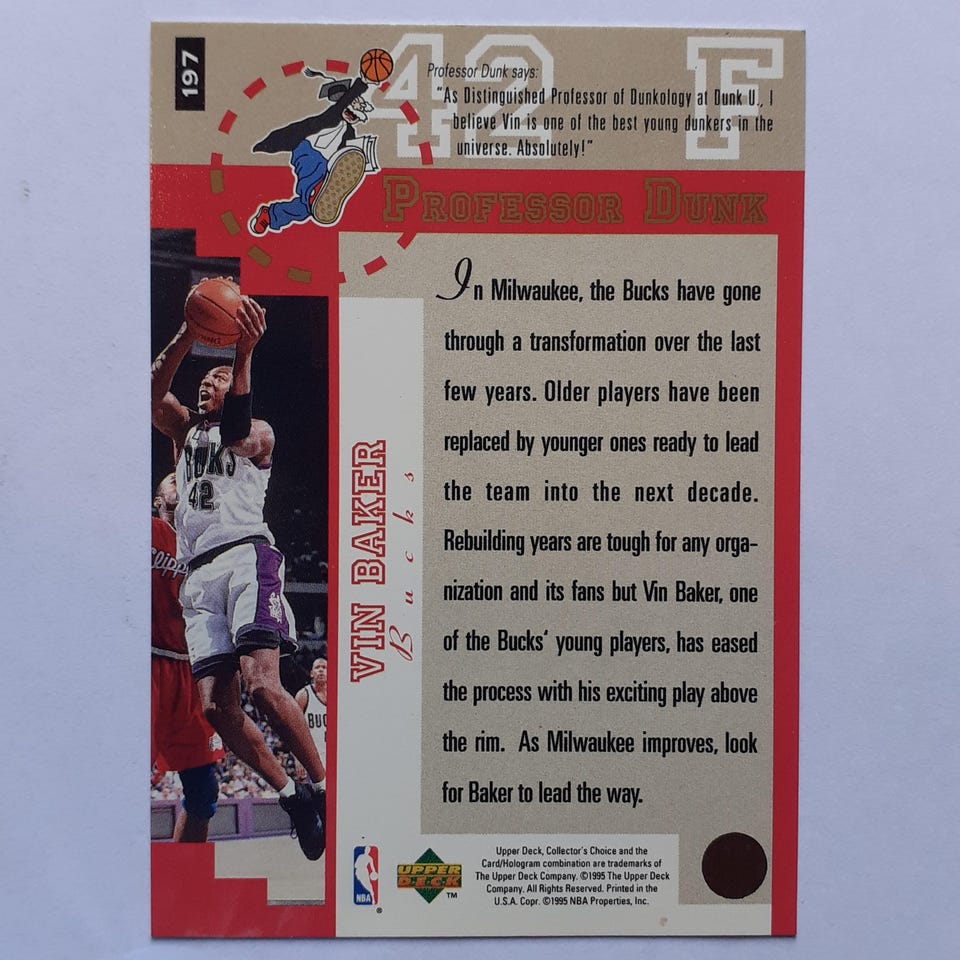 197
42 F
Professor Dunk says:
"As Distinguished Professor of Dunkology at Dunk U., I
believe Vin is one of the best young dunkers in the
universe. Absolutely!"
PROFESSOR DUNK
In Milwaukee, the Bucks have gone
through a transformation over the last
few years. Older players have been
replaced by younger ones ready to lead
the team into the next decade.
Rebuilding years are tough for any orga-
nization and its fans but Vin Baker, one
of the Bucks' young players, has eased
the process with his exciting play above
the rim. As Milwaukee improves, look
for Baker to lead the way.
VIN BAKER
Bucks
BUCKS
42
Clipp
BUC
NBA
®
UPPER
DECK
TM
Upper Deck, Collector's Choice and the
Card/Hologram combination are trademarks of
The Upper Deck Company. ©1995 The Upper Deck
Company. All Rights Reserved. Printed in the
U.S.A. Copr. ©1995 NBA Properties, Inc.